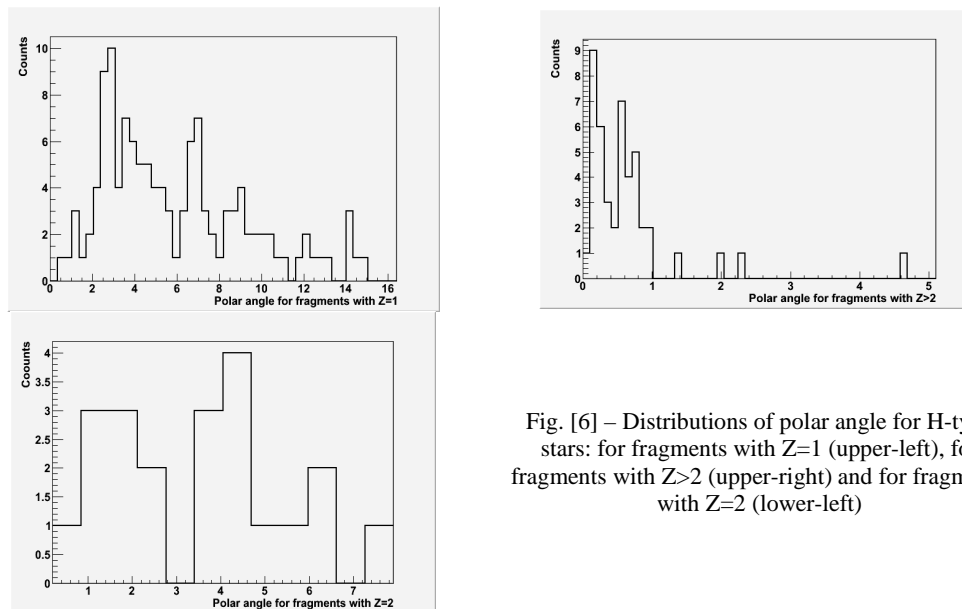 Counts
10
8
6
4
2
0
0 2 4 6 8 10 12 14 16
Polar angle for fragments with Z=1
Counts
9
8
7
6
5
4
3
2
1
0
0 1 2 3 4 5
Polar angle for fragments with Z>2
Coounts
4
3.5
3
2.5
2
1.5
1
0.5
0
1 2 3 4 5 6 7
Polar angle for fragments with Z=2
Fig. [6] – Distributions of polar angle for H-ty
stars: for fragments with Z=1 (upper-left), fo
fragments with Z>2 (upper-right) and for fragm
with Z=2 (lower-left)